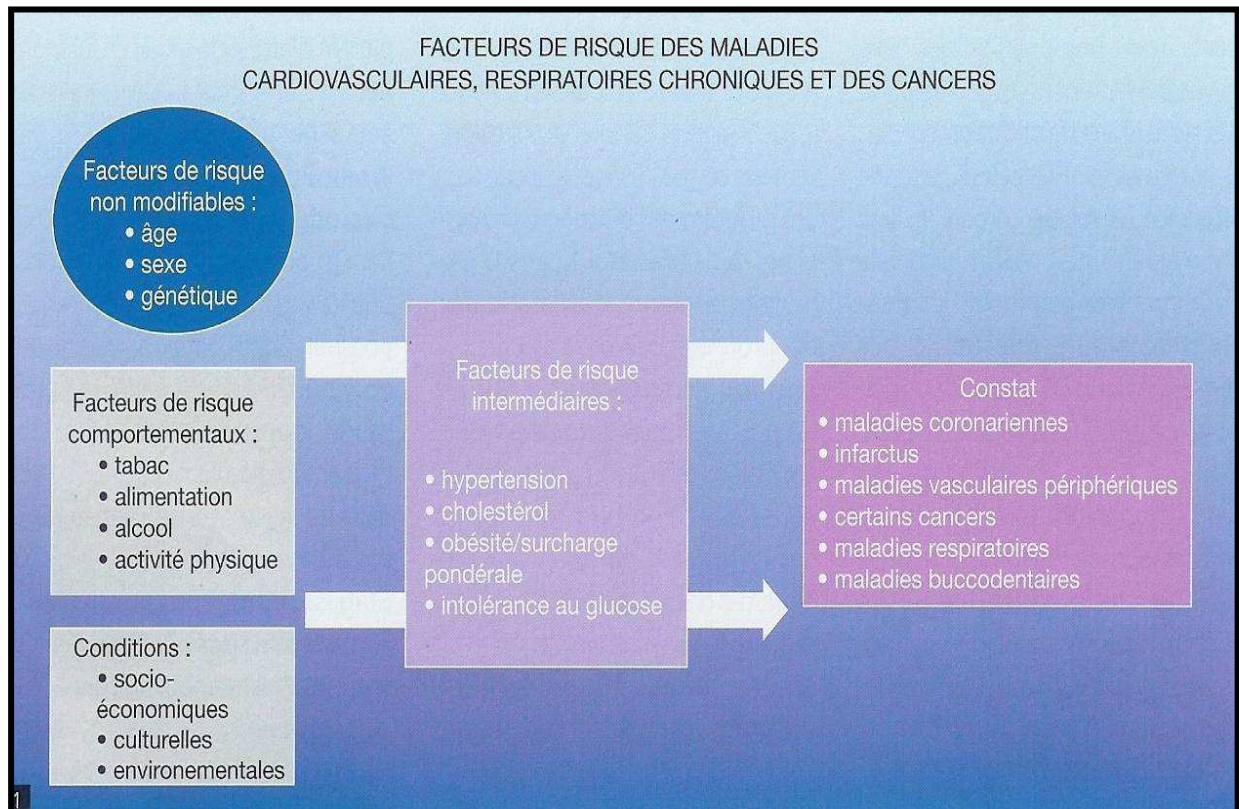 FACTEURS DE RISQUE DES MALADIES
CARDIOVASCULAIRES, RESPIRATOIRES CHRONIQUES ET DES CANCERS
Facteurs de risque
non modifiables :
• âge
• sexe
• génétique
Facteurs de risque
comportementaux :
• tabac
• alimentation
• alcool
• activité physique
Conditions :
• socio-
économiques
• culturelles
• environementales
Facteurs de risque
intermédiaires :
• hypertension
• cholestérol
• obésité/surcharge
pondérale
• intolérance au glucose
Constat
• maladies coronariennes
• infarctus
• maladies vasculaires périphériques
• certains cancers
• maladies respiratoires
• maladies buccodentaires
1